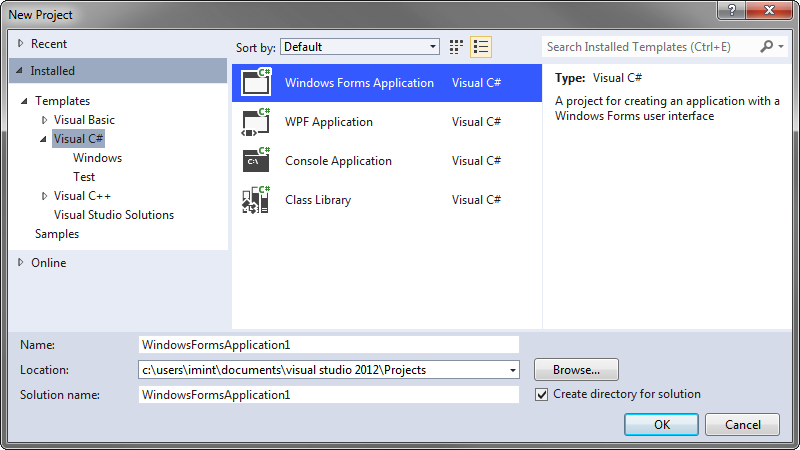 New Project
?
Recent
Installed
Templates
Visual Basic
Visual C#
Windows
Test
Visual C++
Visual Studio Solutions
Samples
Online
Sort by: Default
Search Installed Templates (Ctrl+E)
C# Windows Forms Application Visual C#
C# WPF Application Visual C#
C# C:\ Console Application Visual C#
C# Class Library Visual C#
Type: Visual C#
A project for creating an application with a
Windows Forms user interface
Name: WindowsFormsApplication1
Location: c:\users\imint\documents\visual studio 2012\Projects Browse...
Solution name: WindowsFormsApplication1 Create directory for solution
OK Cancel